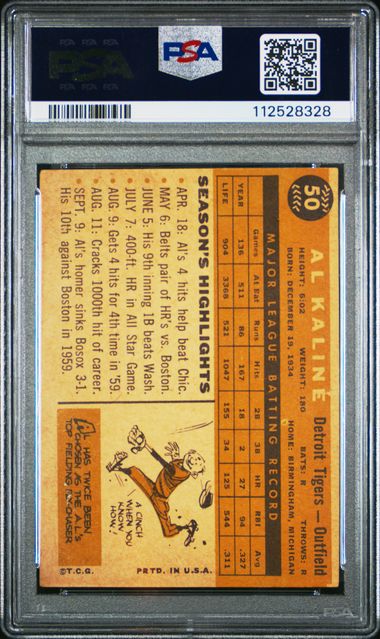 PSA
112528328
50
AL KALINE
Detroit Tigers — Outfield
HEIGHT: 6:02 WEIGHT: 180 BATS: R THROWS: R
BORN: DECEMBER 19, 1934 HOME: BIRMINGHAM, MICHIGAN
MAJOR LEAGUE BATTING RECORD
YEAR Games At Bat Runs Hits 2B 3B HR RBI Avg
YEAR 136 511 86 167 18 2 27 94 .327
LIFE 904 3368 521 1047 155 34 125 544 .311
SEASON'S HIGHLIGHTS
• APR. 18: Al's 4 hits help beat Chic.
• MAY 6: Belts pair of HR's vs. Boston.
• JUNE 5: His 9th inning 1B beats Wash.
• JULY 7: 400-ft. HR in All Star Game.
• AUG. 9: Gets 4 hits for 4th time in '59.
• AUG. 11: Cracks 1000th hit of career.
• SEPT. 9: Al's homer sinks Bosox 3-1.
His 10th against Boston in 1959.
A CINCH
WHEN YOU
KNOW
HOW.
AL HAS TWICE BEEN
CHOSEN AS THE A.L'S
TOP FIELDING FLY-CHASER
©T.C.G. PRTD. IN U.S.A.